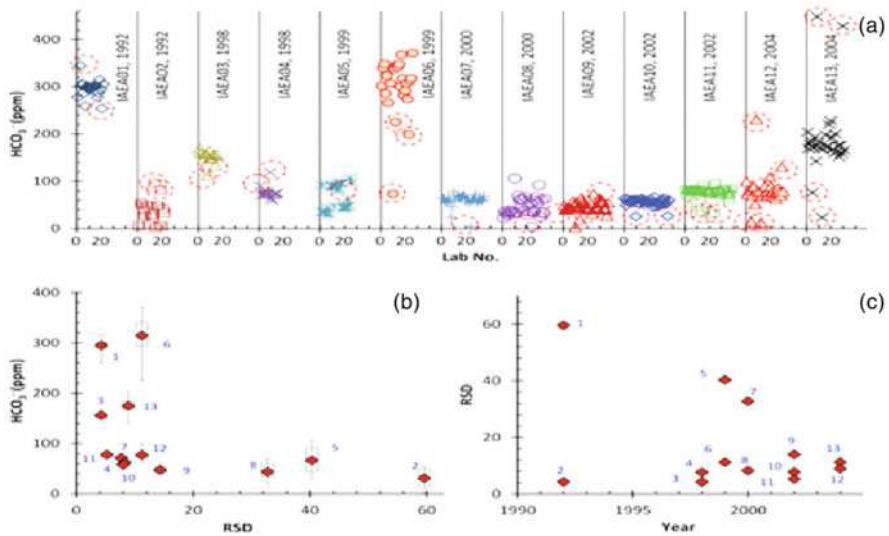 (a)
HCO₃⁻ (ppm)
400
300
200
100
0
IAEA01, 1992
IAEA02, 1992
IAEA03, 1998
IAEA04, 1998
IAEA05, 1999
IAEA06, 1999
IAEA07, 2000
IAEA08, 2000
IAEA09, 2002
IAEA10, 2002
IAEA11, 2002
IAEA12, 2004
IAEA13, 2004
0 20 0 20 0 20 0 20 0 20 0 20 0 20 0 20 0 20 0 20 0 20 0 20 0 20
Lab No.
(b)
HCO₃⁻ (ppm)
400
300
200
100
0
1
6
3
13
11
7
12
4
10
9
8
5
2
0 20 40 60
RSD
(c)
RSD
60
40
20
0
1
5
7
2
3
4
6
8
9
10
11
13
12
1990 1995 2000
Year